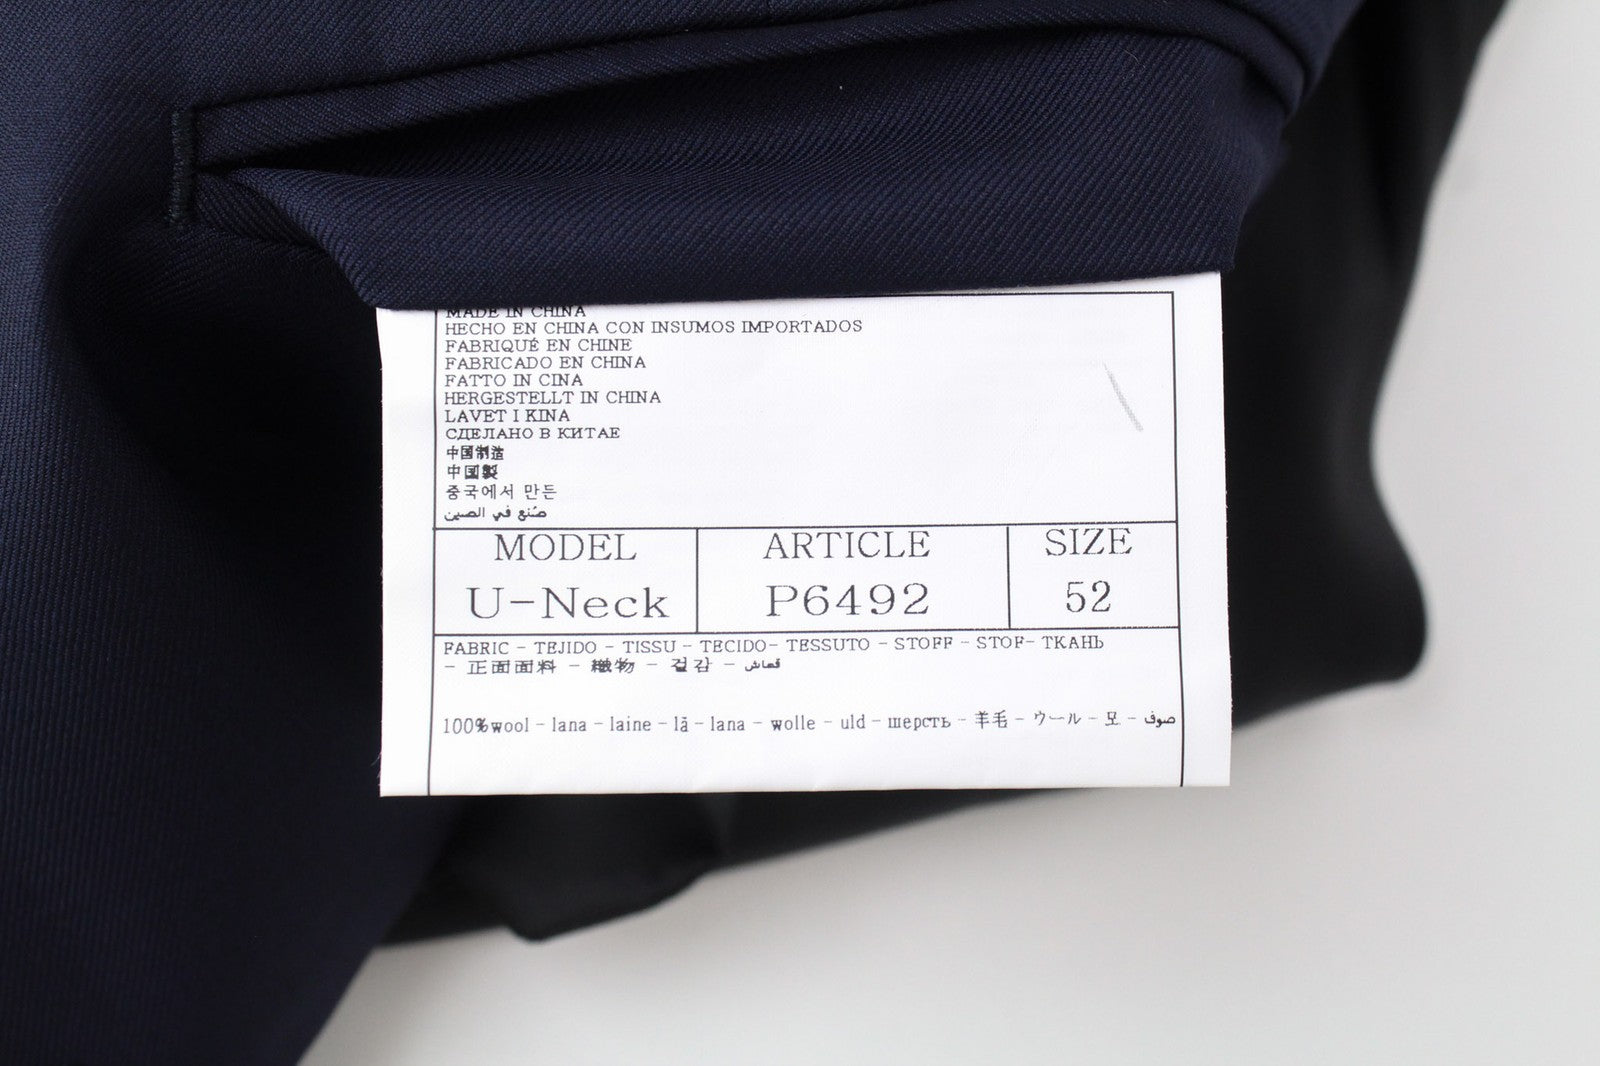 MADE IN CHINA
HECHO EN CHINA CON INSUMOS IMPORTADOS
FABRIQUÉ EN CHINE
FABRICADO EN CHINA
FATTO IN CINA
HERGESTELLT IN CHINA
LAVET I KINA
СДЕЛАНО В КИТАЕ
中国制造
中國製
중국에서 만든
صُنع في الصين
MODEL ARTICLE SIZE
U-Neck P6492 52
FABRIC - TEJIDO - TISSU - TECIDO- TESSUTO - STOFF - STOF- ТКАНЬ
- 正面面料 - 織物 - 겉감 - قماش
100%wool - lana - laine - lã - lana - wolle - uld - шерсть - 羊毛 - ウール - 모 - صوف